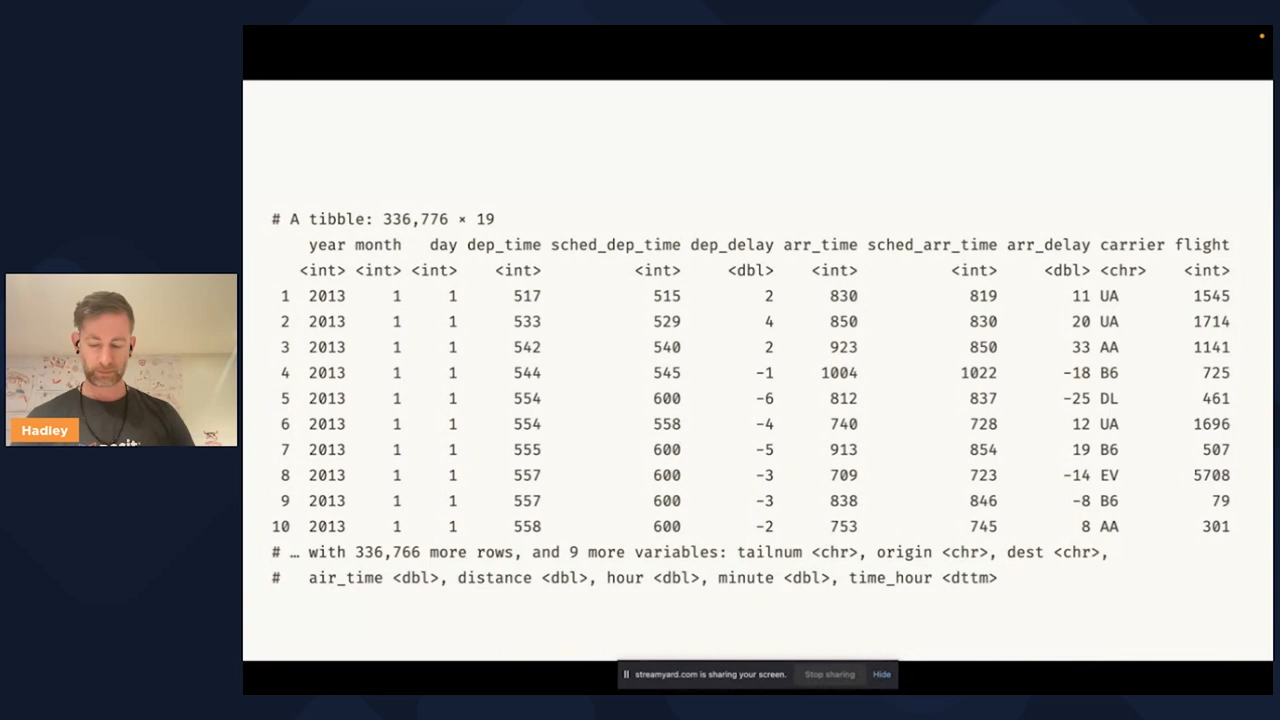 # A tibble: 336,776 × 19
year month day dep_time sched_dep_time dep_delay arr_time sched_arr_time arr_delay carrier flight
<int> <int> <int> <int> <int> <dbl> <int> <int> <dbl> <chr> <int>
1 2013 1 1 517 515 2 830 819 11 UA 1545
2 2013 1 1 533 529 4 850 830 20 UA 1714
3 2013 1 1 542 540 2 923 850 33 AA 1141
4 2013 1 1 544 545 -1 1004 1022 -18 B6 725
5 2013 1 1 554 600 -6 812 837 -25 DL 461
6 2013 1 1 554 558 -4 740 728 12 UA 1696
7 2013 1 1 555 600 -5 913 854 19 B6 507
8 2013 1 1 557 600 -3 709 723 -14 EV 5708
9 2013 1 1 557 600 -3 838 846 -8 B6 79
10 2013 1 1 558 600 -2 753 745 8 AA 301
# … with 336,766 more rows, and 9 more variables: tailnum <chr>, origin <chr>, dest <chr>,
# air_time <dbl>, distance <dbl>, hour <dbl>, minute <dbl>, time_hour <dttm>
Hadley
streamyard.com is sharing your screen. Stop sharing Hide